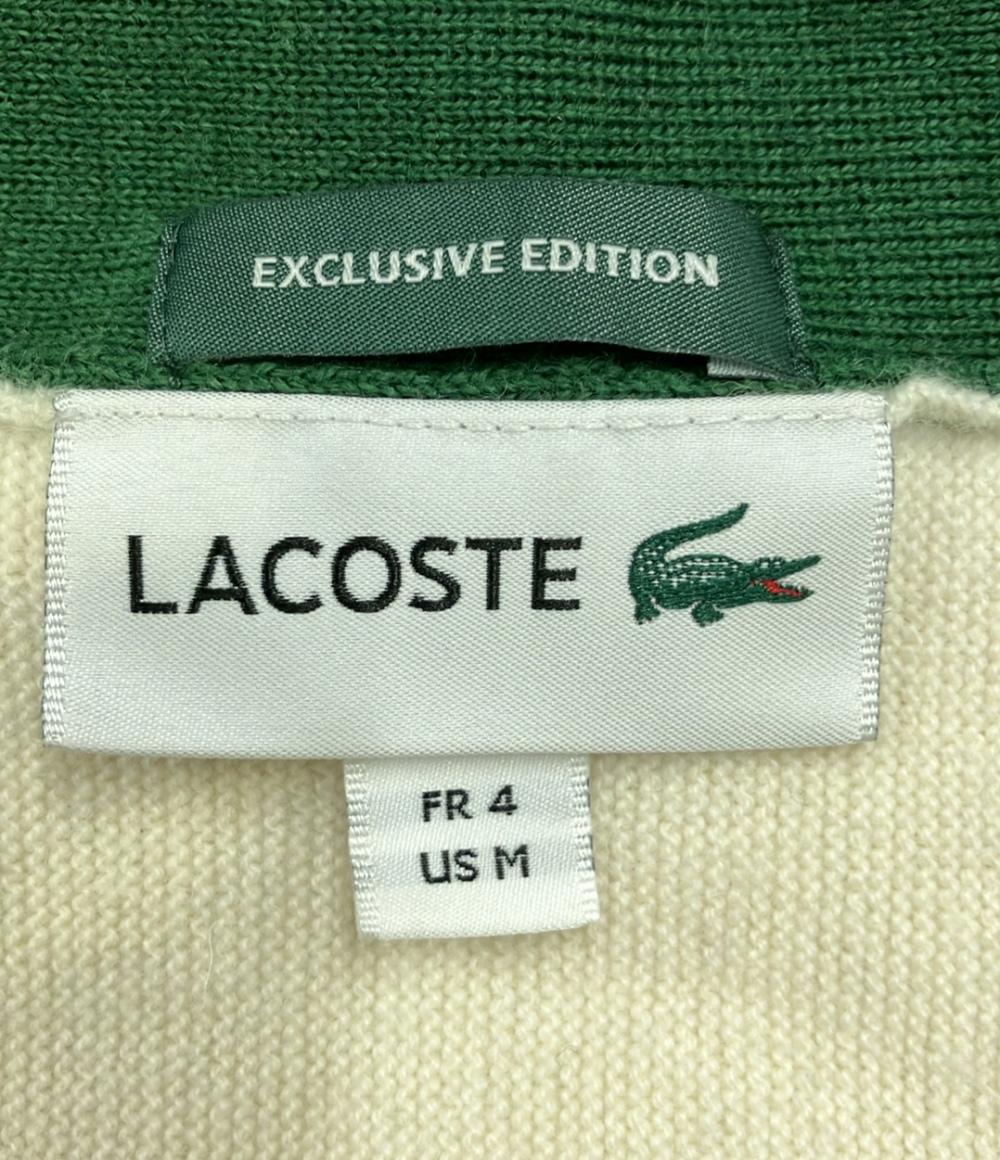 EXCLUSIVE EDITION
LACOSTE
FR 4
US M